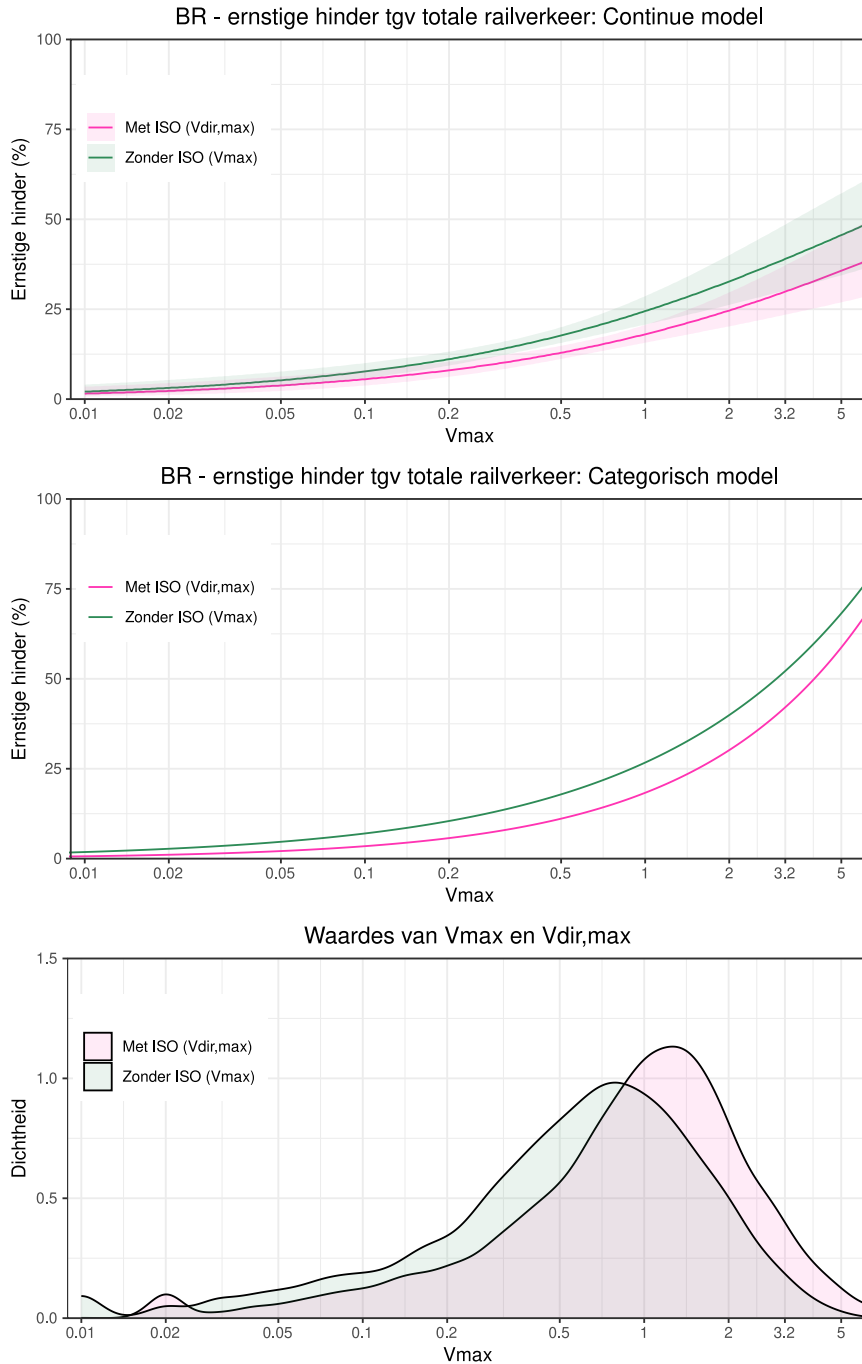 BR - ernstige hinder tgv totale railverkeer: Continue model
100
75
50
25
0
Ernstige hinder (%)
Met ISO (Vdir,max)
Zonder ISO (Vmax)
0.01 0.02 0.05 0.1 0.2 0.5 1 2 3.2 5
Vmax
BR - ernstige hinder tgv totale railverkeer: Categorisch model
100
75
50
25
0
Ernstige hinder (%)
Met ISO (Vdir,max)
Zonder ISO (Vmax)
0.01 0.02 0.05 0.1 0.2 0.5 1 2 3.2 5
Vmax
Waardes van Vmax en Vdir,max
1.5
1.0
0.5
0.0
Dichtheid
Met ISO (Vdir,max)
Zonder ISO (Vmax)
0.01 0.02 0.05 0.1 0.2 0.5 1 2 3.2 5
Vmax